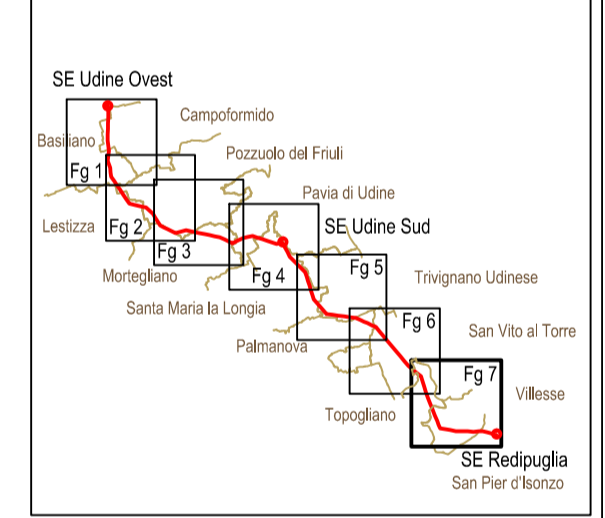 SE Udine Ovest
Campoformido
Basiliano
Pozzuolo del Friuli
Fg 1
Pavia di Udine
Lestizza
Fg 2
SE Udine Sud
Fg 3
Mortegliano
Fg 4
Fg 5
Trivignano Udinese
Santa Maria la Longia
Fg 6
San Vito al Torre
Palmanova
Fg 7
Villesse
Topogliano
SE Redipuglia
San Pier d'Isonzo